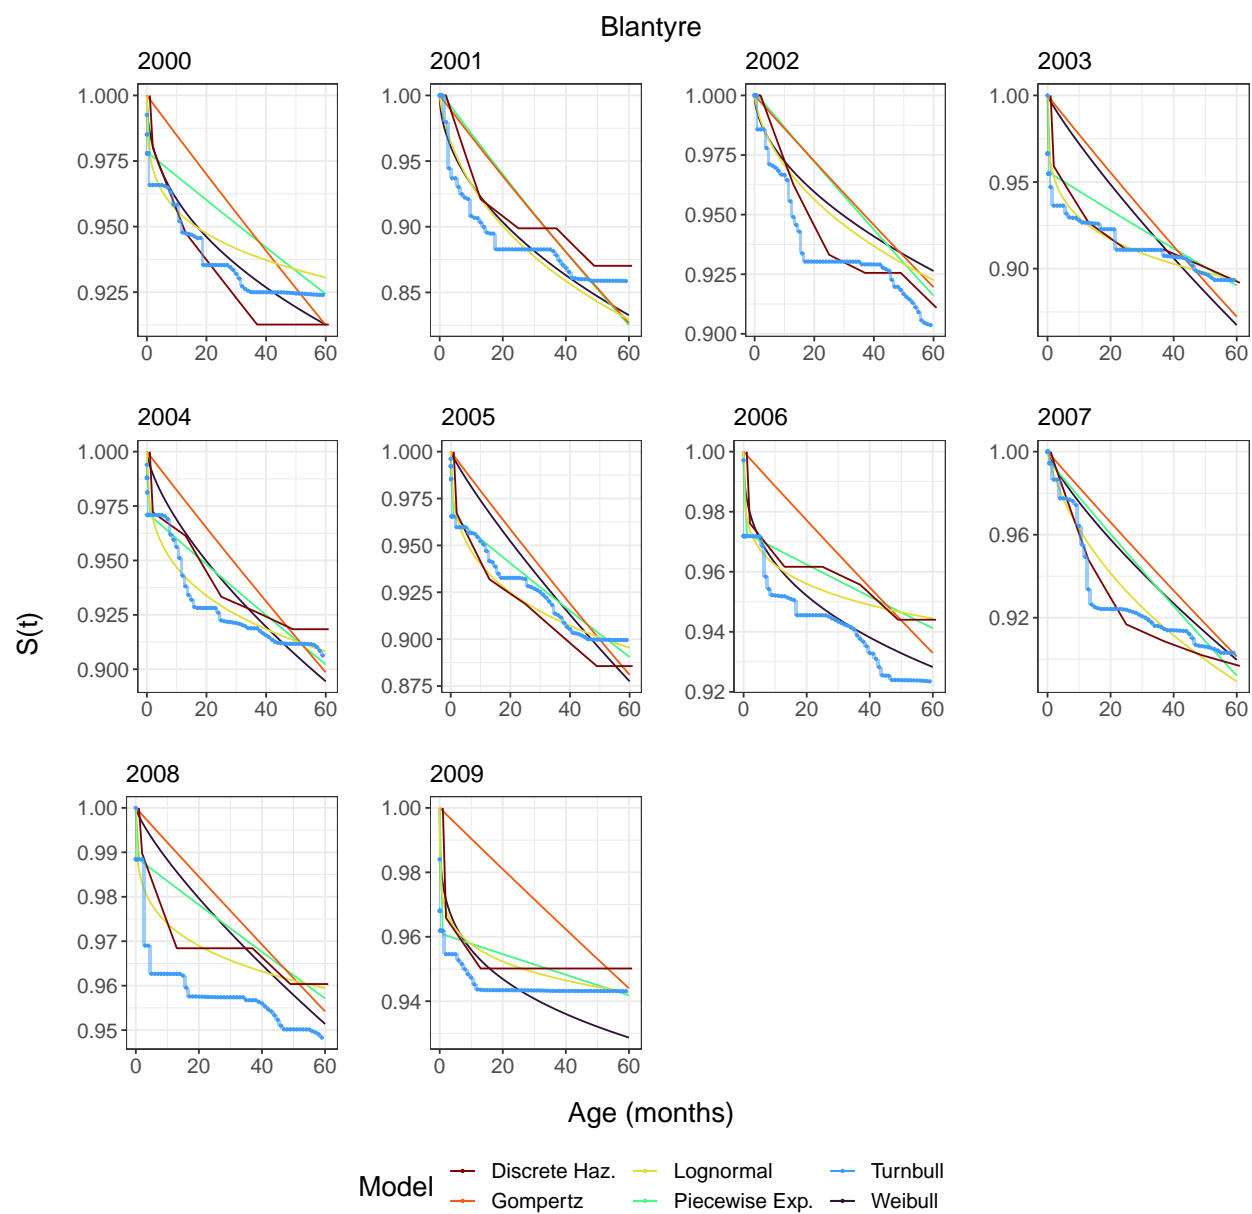 Blantyre
2000 2001 2002 2003
1.000 1.00 1.000 1.00
0.975 0.95 0.975 0.95
0.950 0.90 0.950 0.90
0.925 0.85 0.925
0.900
0 20 40 60 0 20 40 60 0 20 40 60 0 20 40 60
2004 2005 2006 2007
1.000 1.000 1.00 1.00
0.975 0.975 0.98 0.96
0.950 0.950 0.96 0.92
0.925 0.925 0.94
0.900 0.900 0.92
0.875
0 20 40 60 0 20 40 60 0 20 40 60 0 20 40 60
S(t)
2008 2009
1.00 1.00
0.99 0.98
0.98 0.96
0.97 0.94
0.96
0.95
0 20 40 60 0 20 40 60
Age (months)
Model
Discrete Haz. Lognormal Turnbull
Gompertz Piecewise Exp. Weibull